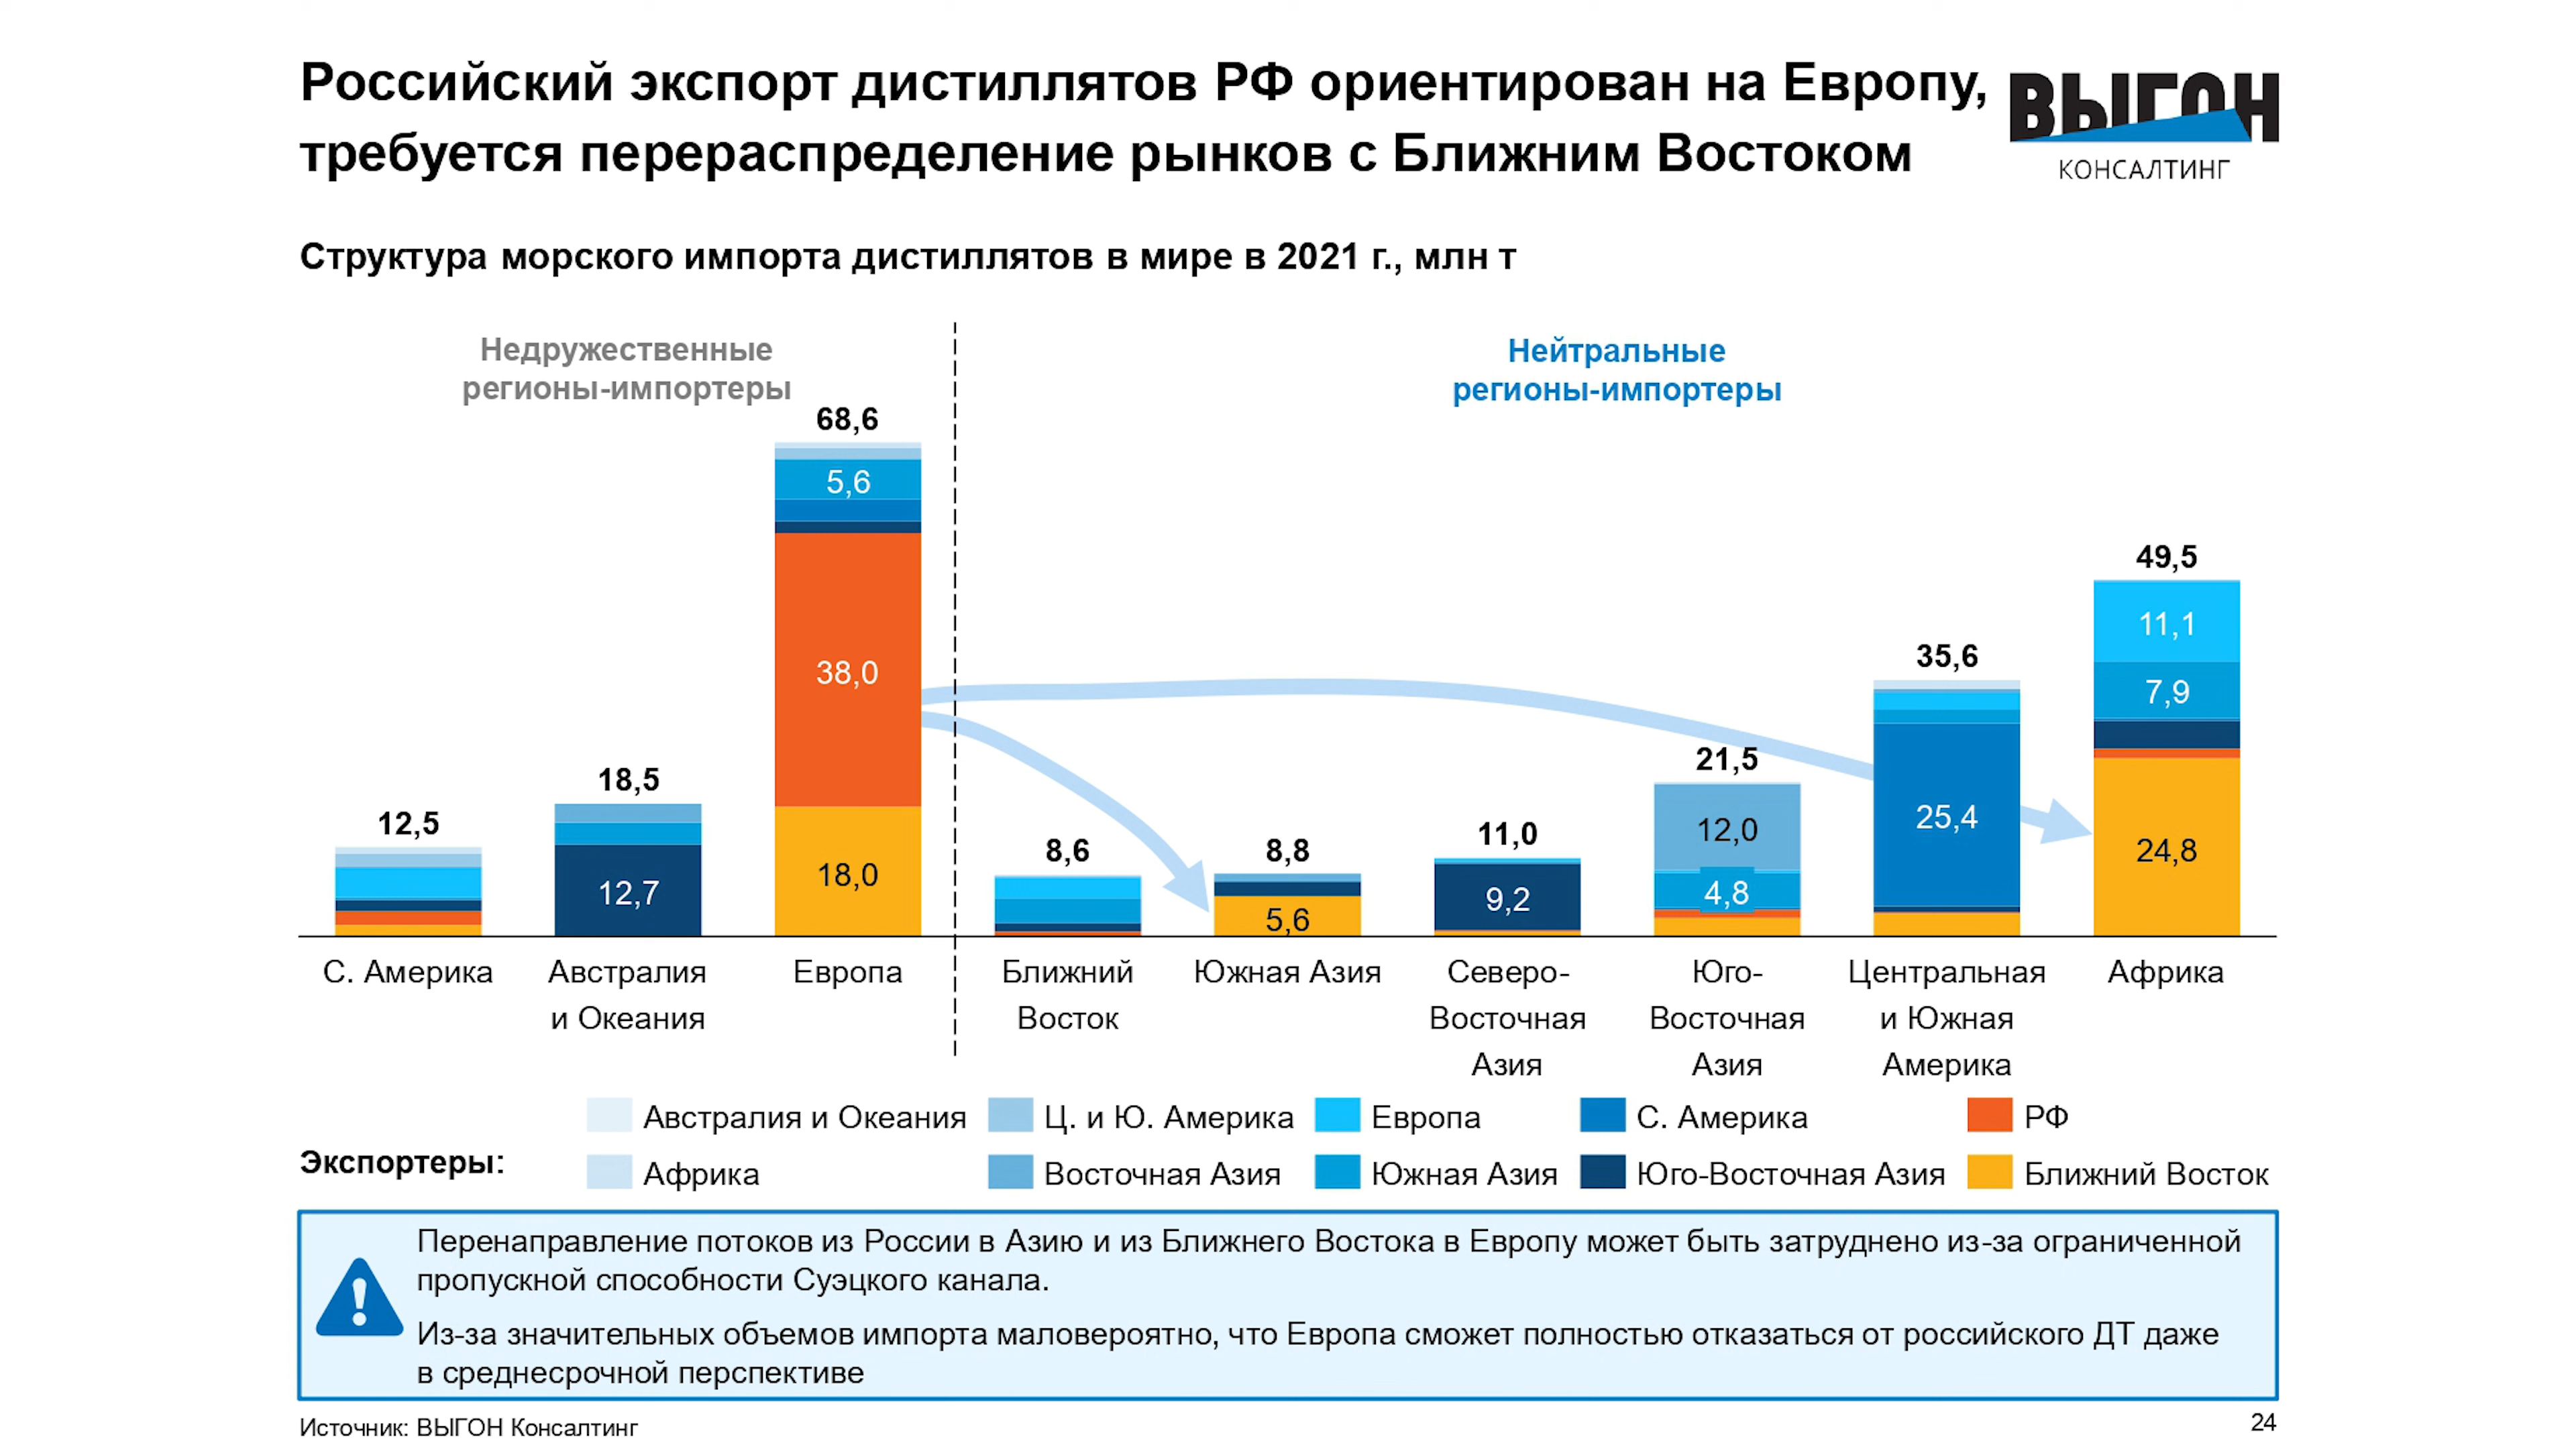 Российский экспорт дистиллятов РФ ориентирован на Европу,
требуется перераспределение рынков с Ближним Востоком
ВЫГОН
КОНСАЛТИНГ
Структура морского импорта дистиллятов в мире в 2021 г., млн т
Недружественные
регионы-импортеры
Нейтральные
регионы-импортеры
12,5
18,5
12,7
68,6
5,6
38,0
18,0
8,6
8,8
5,6
11,0
9,2
21,5
12,0
4,8
35,6
25,4
49,5
11,1
7,9
24,8
С. Америка
Австралия
и Океания
Европа
Ближний
Восток
Южная Азия
Северо-
Восточная
Азия
Юго-
Восточная
Азия
Центральная
и Южная
Америка
Африка
Экспортеры:
Австралия и Океания
Ц. и Ю. Америка
Европа
С. Америка
РФ
Африка
Восточная Азия
Южная Азия
Юго-Восточная Азия
Ближний Восток
Перенаправление потоков из России в Азию и из Ближнего Востока в Европу может быть затруднено из-за ограниченной
пропускной способности Суэцкого канала.
Из-за значительных объемов импорта маловероятно, что Европа сможет полностью отказаться от российского ДТ даже
в среднесрочной перспективе
Источник: ВЫГОН Консалтинг
24